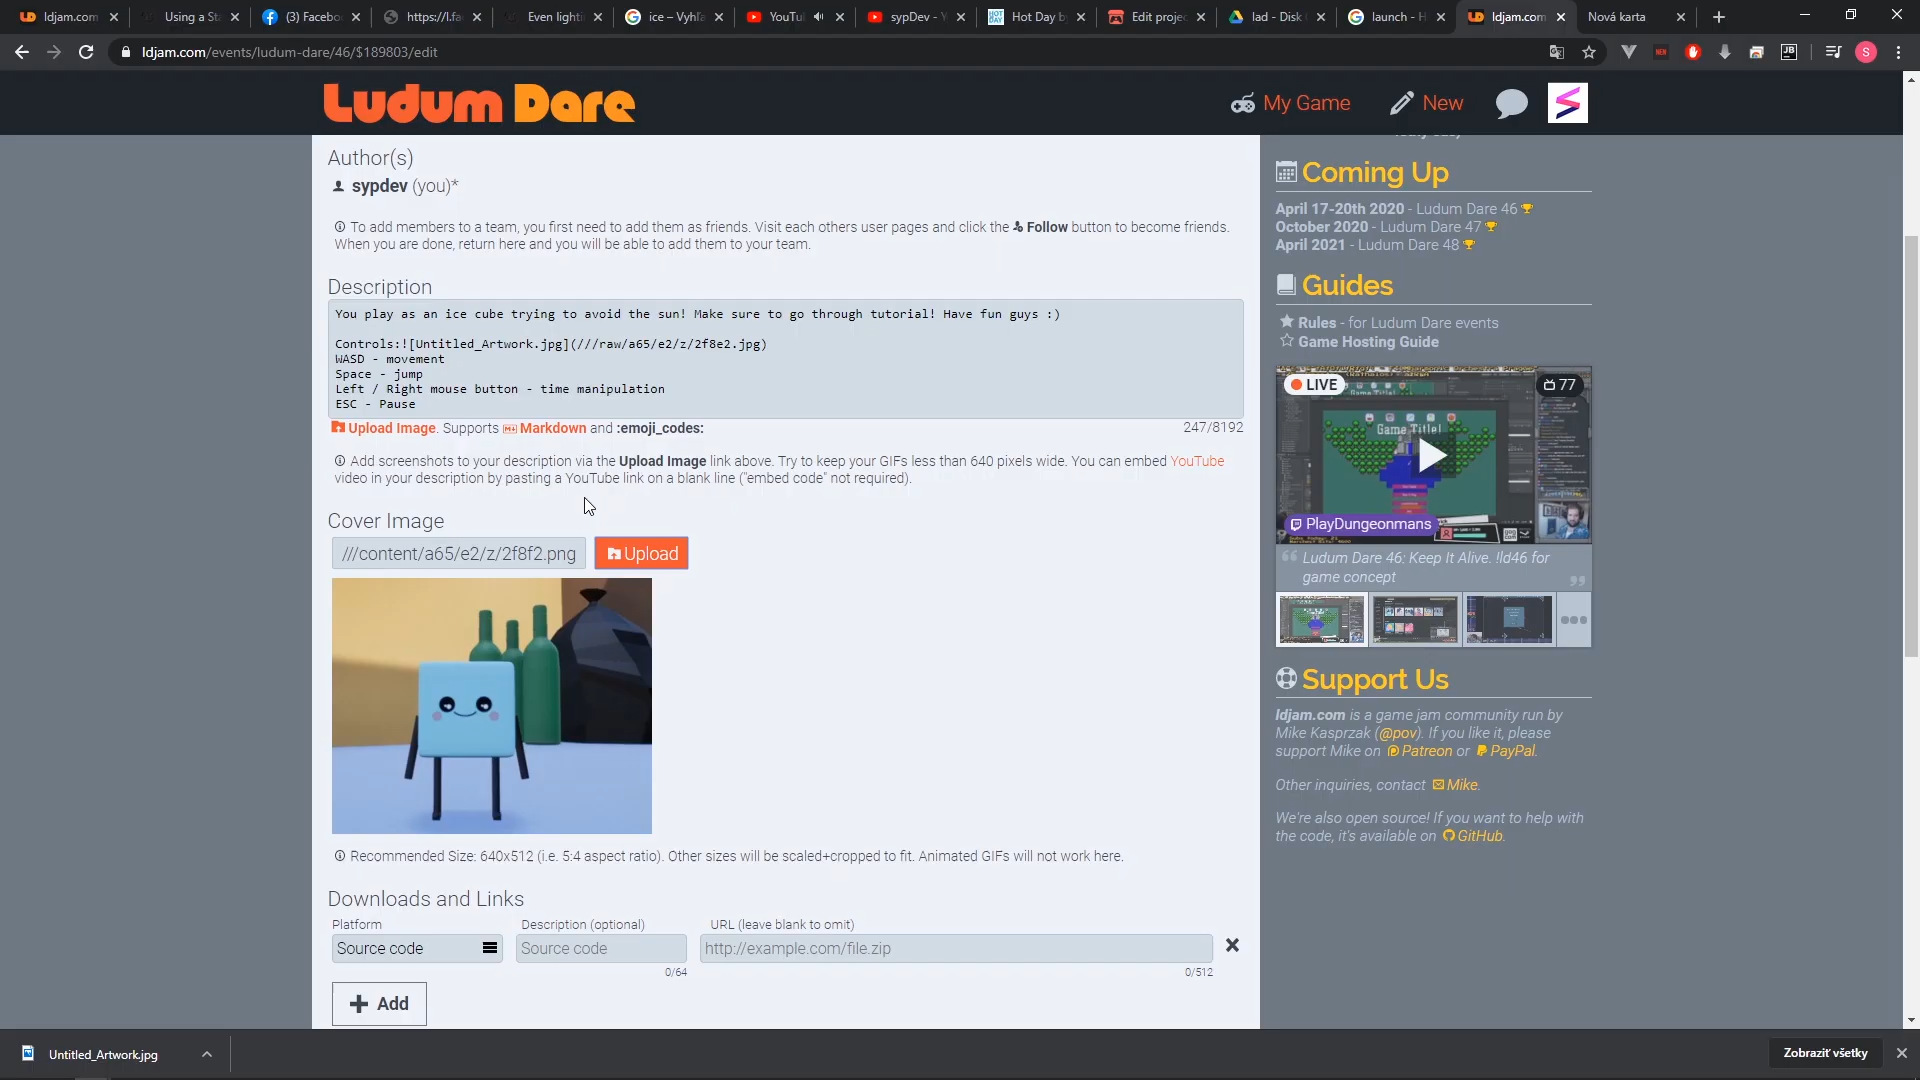 ldjam.com
Using a Sta
(3) Facebo
https://l.fa
Even lighti
ice – Vyhľa
YouTu
sypDev - Y
Hot Day b
Edit projec
lad - Disk
launch - H
ldjam.com
Nová karta
ldjam.com/events/ludum-dare/46/$189803/edit
Ludum Dare
My Game
New
Author(s)
sypdev (you)*
To add members to a team, you first need to add them as friends. Visit each others user pages and click the Follow button to become friends.
When you are done, return here and you will be able to add them to your team.
Description
You play as an ice cube trying to avoid the sun! Make sure to go through tutorial! Have fun guys :)
Controls:![Untitled_Artwork.jpg](///raw/a65/e2/z/2f8e2.jpg)
WASD - movement
Space - jump
Left / Right mouse button - time manipulation
ESC - Pause
Upload Image. Supports Markdown and :emoji_codes:
247/8192
Add screenshots to your description via the Upload Image link above. Try to keep your GIFs less than 640 pixels wide. You can embed YouTube
video in your description by pasting a YouTube link on a blank line ("embed code" not required).
Cover Image
///content/a65/e2/z/2f8f2.png
Upload
Recommended Size: 640x512 (i.e. 5:4 aspect ratio). Other sizes will be scaled+cropped to fit. Animated GIFs will not work here.
Downloads and Links
Platform
Description (optional)
URL (leave blank to omit)
Source code
Source code
http://example.com/file.zip
0/64
0/512
Add
Coming Up
April 17-20th 2020 - Ludum Dare 46
October 2020 - Ludum Dare 47
April 2021 - Ludum Dare 48
Guides
Rules - for Ludum Dare events
Game Hosting Guide
LIVE
77
Game Title!
PlayDungeonmans
Ludum Dare 46: Keep It Alive. !ld46 for
game concept
Support Us
ldjam.com is a game jam community run by
Mike Kasprzak (@pov). If you like it, please
support Mike on Patreon or PayPal.
Other inquiries, contact Mike.
We're also open source! If you want to help with
the code, it's available on GitHub.
Untitled_Artwork.jpg
Zobraziť všetky